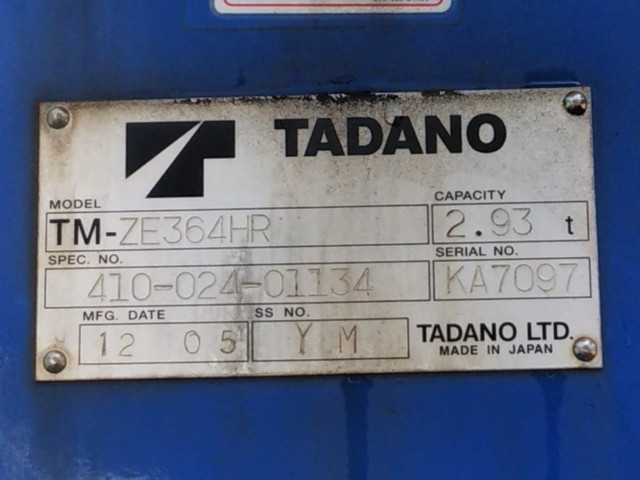 TADANO
MODEL
TM-ZE364HR
CAPACITY
2.93 t
SPEC. NO.
410-024-01134
SERIAL NO.
KA7097
MFG. DATE
12 05
SS NO.
Y M
TADANO LTD.
MADE IN JAPAN